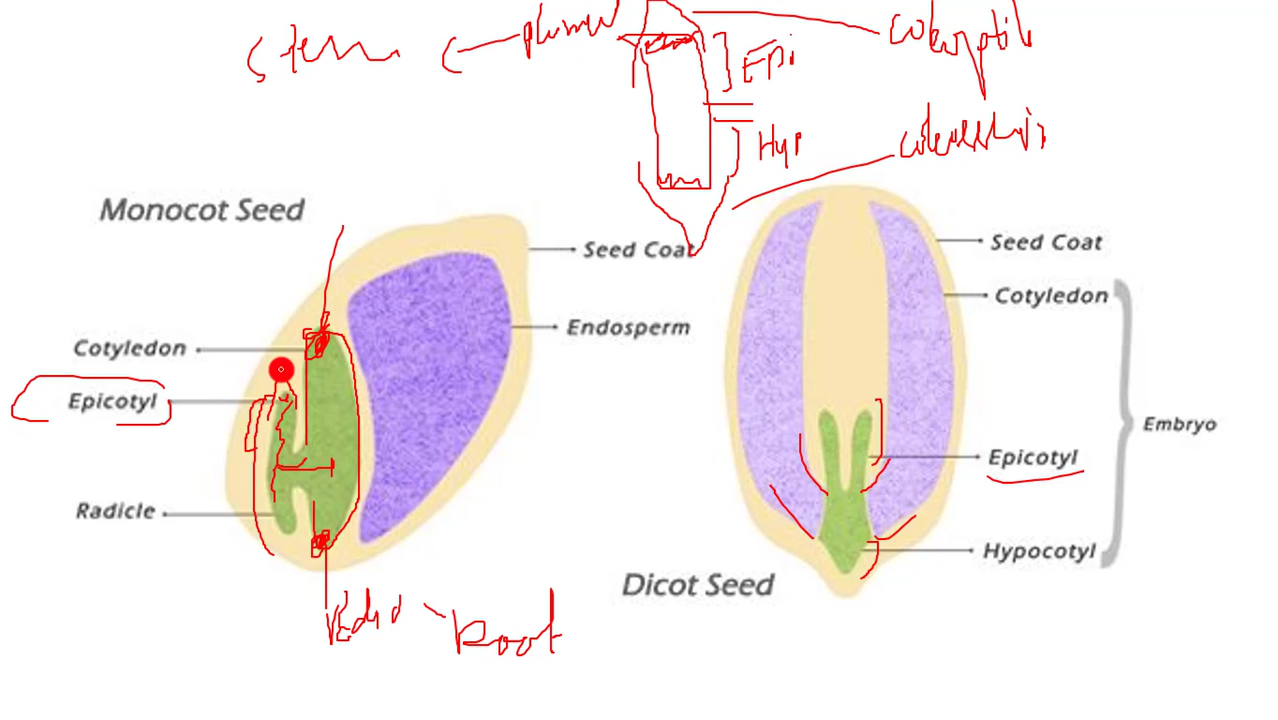 Stem plumul coleoptile
Epi
Hyp
Monocot Seed
Seed Coat
Seed Coat
Cotyledon
Endosperm
Cotyledon
Epicotyl
Embryo
Epicotyl
Radicle
Hypocotyl
Dicot Seed
Root